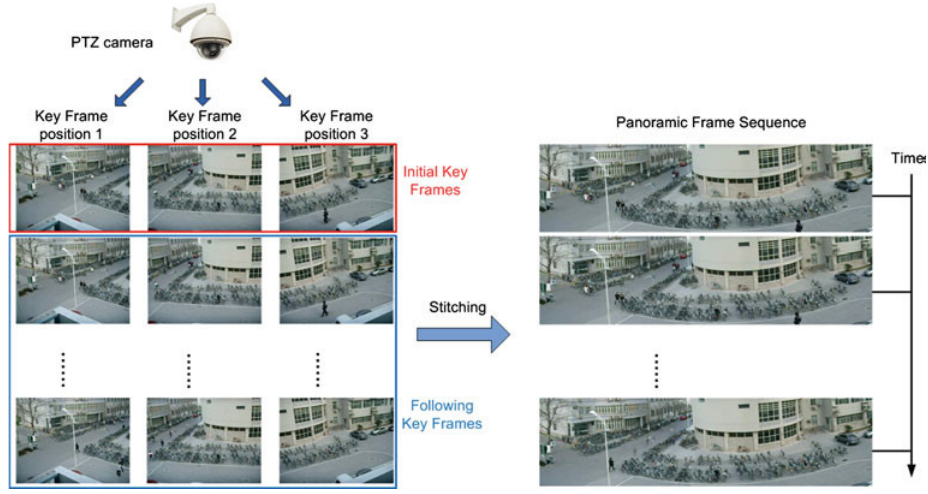 PTZ camera
Key Frame
position 1
Key Frame
position 2
Key Frame
position 3
Initial Key
Frames
Following
Key Frames
Stitching
Panoramic Frame Sequence
Times